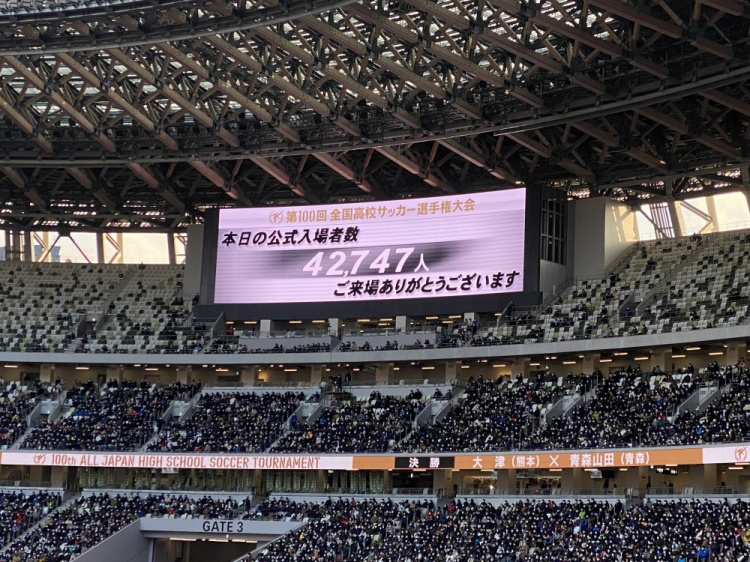 第100回 全国高校サッカー選手権大会
本日の公式入場者数
42,747人
ご来場ありがとうございます
100th ALL JAPAN HIGH SCHOOL SOCCER TOURNAMENT
決勝 大津(熊本)×青森山田(青森)
GATE 3